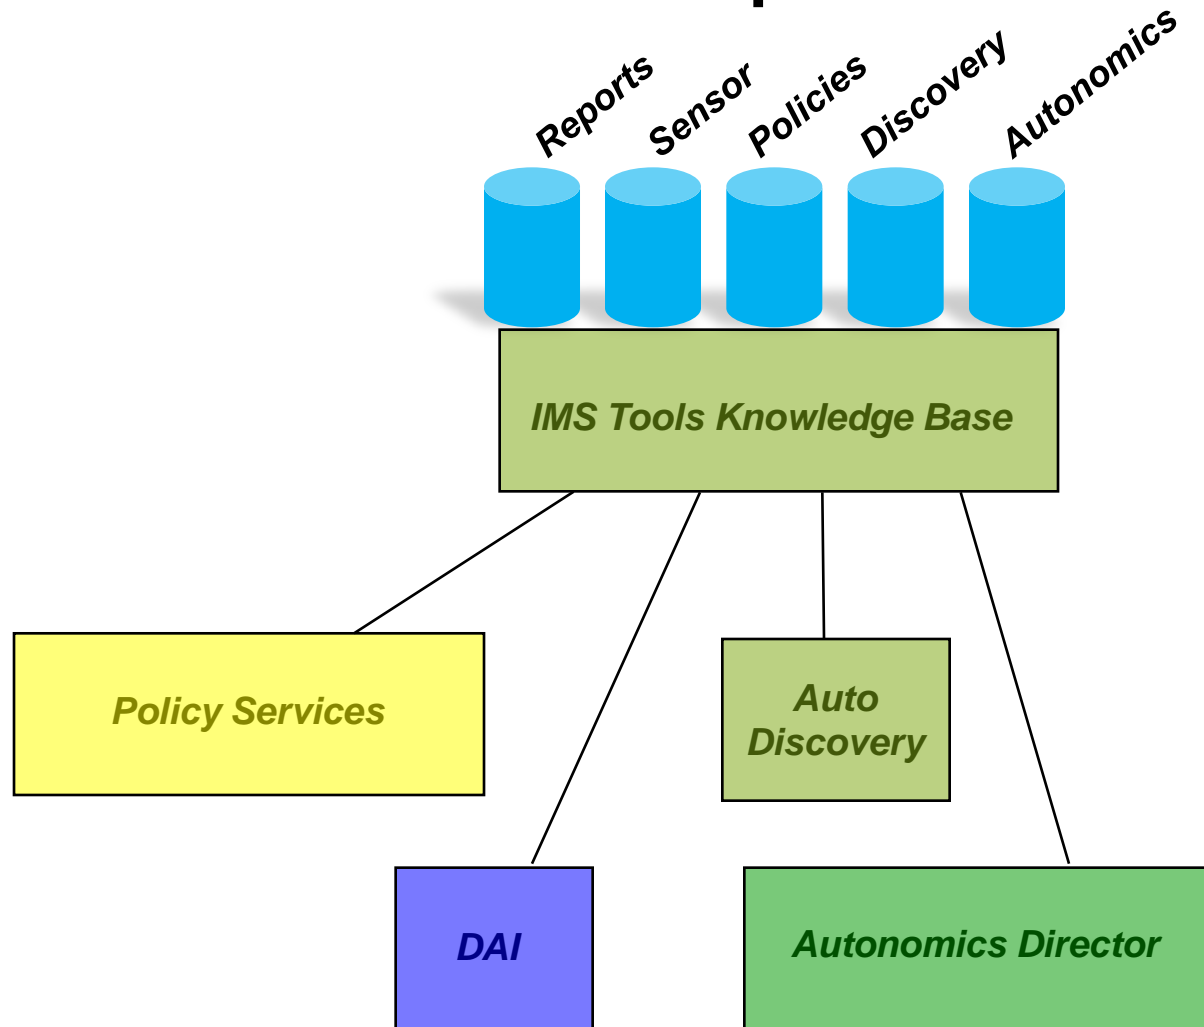 Reports
Sensor
Policies
Discovery
Autonomics
IMS Tools Knowledge Base
Policy Services
Auto
Discovery
DAI
Autonomics Director